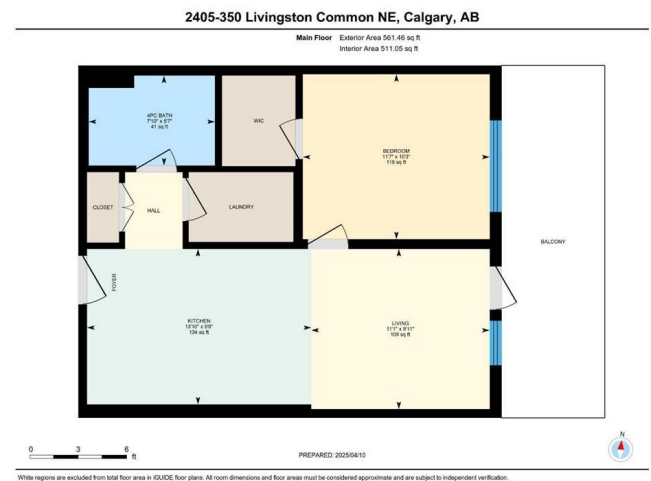 2405-350 Livingston Common NE, Calgary, AB
Main Floor Exterior Area 561.46 sq ft
Interior Area 511.05 sq ft
4PC BATH
7'10" x 5'7"
41 sq ft
WIC
BEDROOM
11'7" x 10'3"
118 sq ft
CLOSET
HALL
LAUNDRY
BALCONY
FOYER
KITCHEN
13'10" x 9'8"
134 sq ft
LIVING
11'1" x 9'11"
109 sq ft
N
0 3 6
ft
PREPARED: 2025/04/10
White regions are excluded from total floor area in iGUIDE floor plans. All room dimensions and floor areas must be considered approximate and are subject to independent verification.